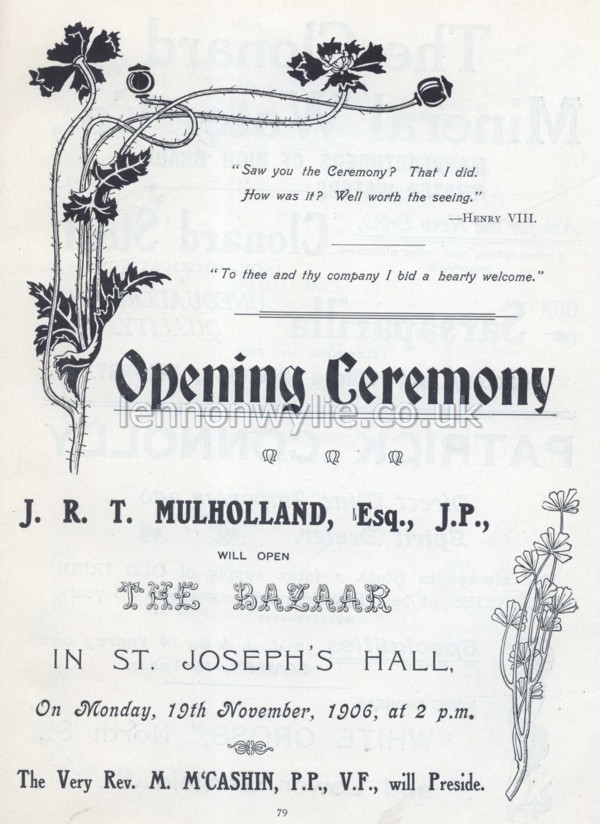 "Saw you the Ceremony? That I did.
How was it? Well worth the seeing."
—HENRY VIII.
"To thee and thy company I bid a hearty welcome."
Opening Ceremony
lennonwylie.co.uk
J. R. T. MULHOLLAND, Esq., J.P.,
WILL OPEN
THE BAZAAR
IN ST. JOSEPH'S HALL,
On Monday, 19th November, 1906, at 2 p.m.
The Very Rev. M. M'CASHIN, P.P., V.F., will Preside.
79